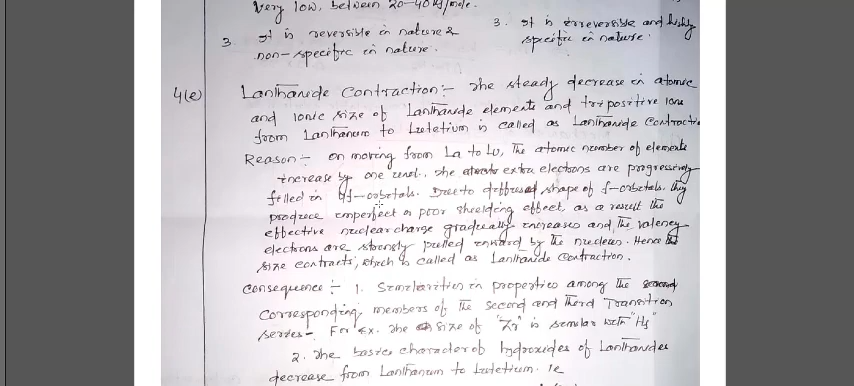 very low, between 20-40 kJ/mole.
3. It is reversible in nature &
non-specific in nature.
3. It is irreversible and highly
specific in nature.
4(e) Lanthanide Contraction :- The steady decrease in atomic
and ionic size of Lanthanide elements and tripositive ions
from Lanthanum to Lutetium is called as Lanthanide Contractio
Reason :- On moving from La to Lu, The atomic number of elements
increase by one unit. The extra electrons are progressively
filled in 4f-orbitals. Due to diffused shape of f-orbitals. They
produce imperfect or poor sheilding effect as a result the
effective nuclear charge gradually increases and The valency
electrons are strongly pulled inward by The nucleus. Hence
size contracts, which is called as Lanthanide Contraction.
Consequence :- 1. Similarities in properties among The second
Corresponding members of The second and Third Transition
series - For Ex. The size of "Zr" is similar with "Hf"
2. The basic character of hydroxides of Lanthanides
decrease from Lanthanum to Lutetium. ie